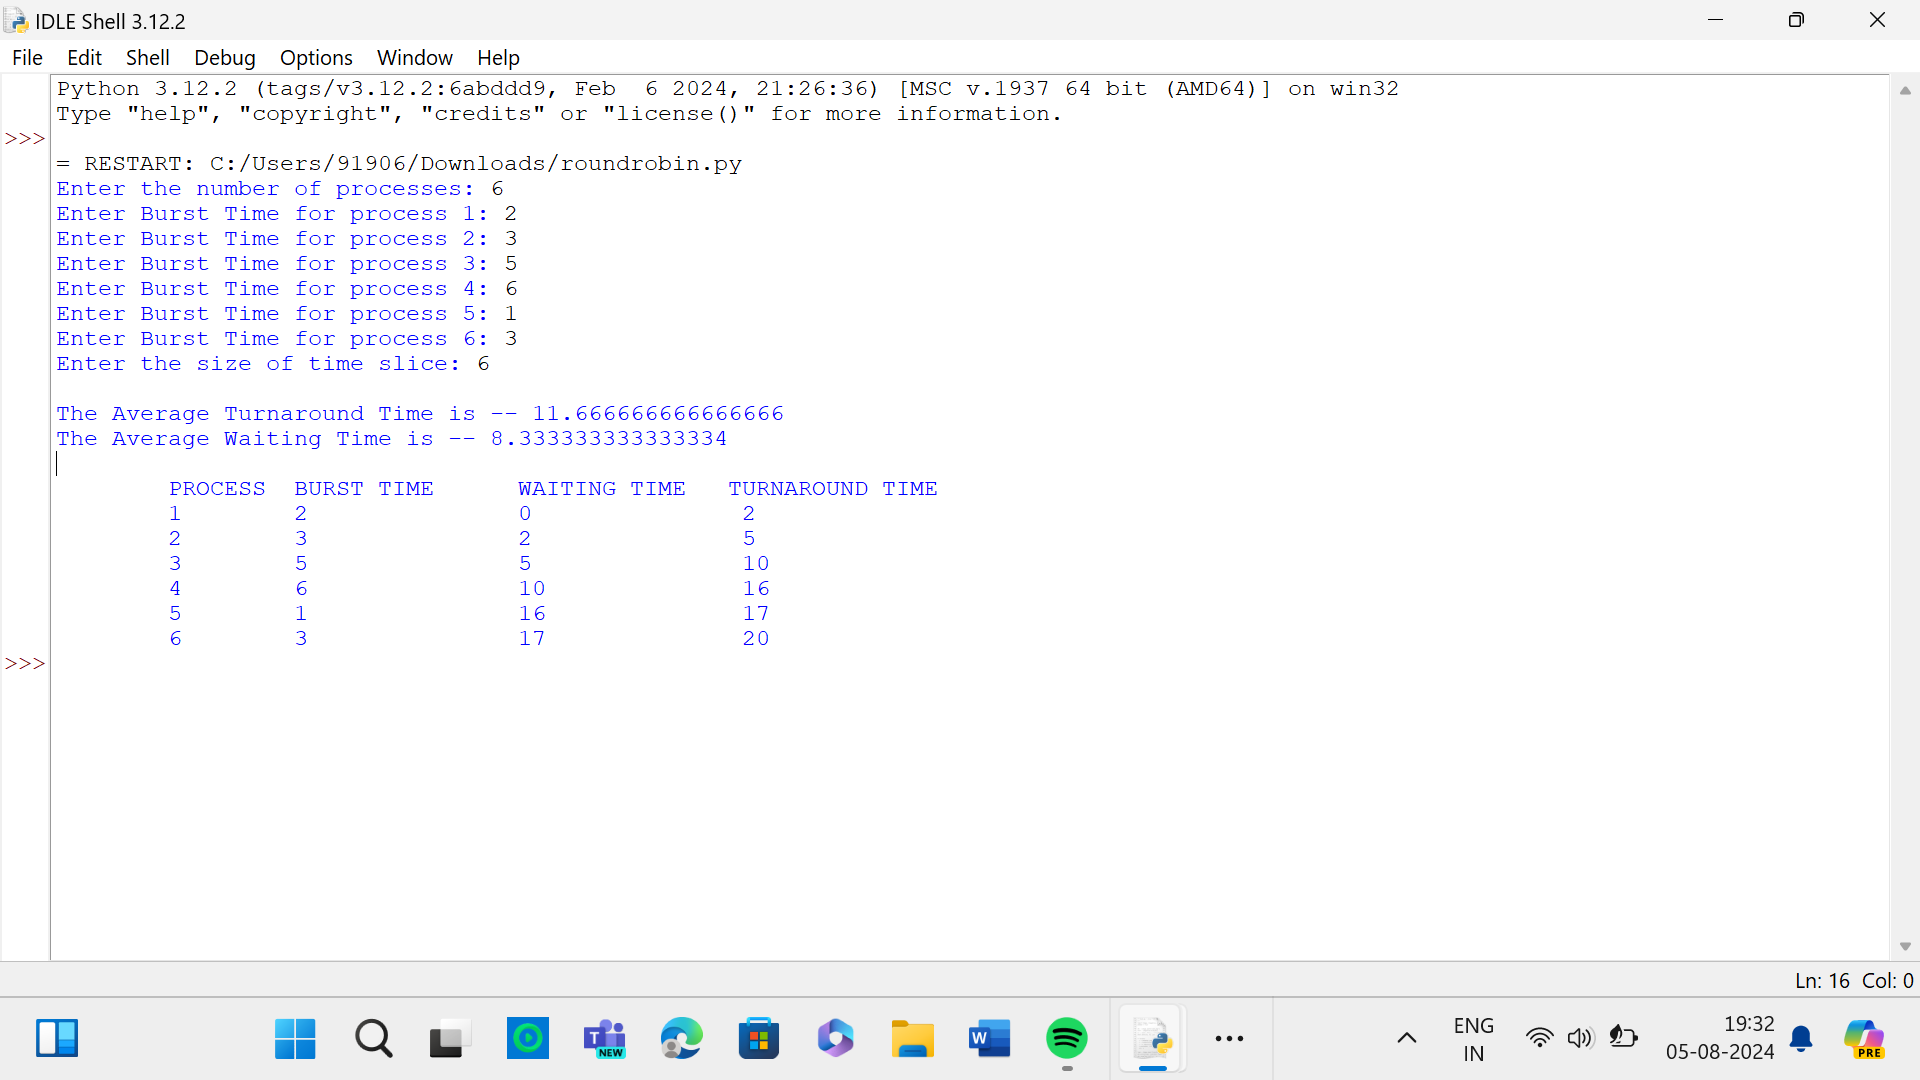 IDLE Shell 3.12.2
File Edit Shell Debug Options Window Help
Python 3.12.2 (tags/v3.12.2:6abddd9, Feb  6 2024, 21:26:36) [MSC v.1937 64 bit (AMD64)] on win32
Type "help", "copyright", "credits" or "license()" for more information.
>>>
= RESTART: C:/Users/91906/Downloads/roundrobin.py
Enter the number of processes: 6
Enter Burst Time for process 1: 2
Enter Burst Time for process 2: 3
Enter Burst Time for process 3: 5
Enter Burst Time for process 4: 6
Enter Burst Time for process 5: 1
Enter Burst Time for process 6: 3
Enter the size of time slice: 6
The Average Turnaround Time is -- 11.666666666666666
The Average Waiting Time is -- 8.333333333333334
PROCESS BURST TIME WAITING TIME TURNAROUND TIME
1 2 0 2
2 3 2 5
3 5 5 10
4 6 10 16
5 1 16 17
6 3 17 20
>>>
Ln: 16 Col: 0
T NEW
W
ENG
IN
19:32
05-08-2024
PRE